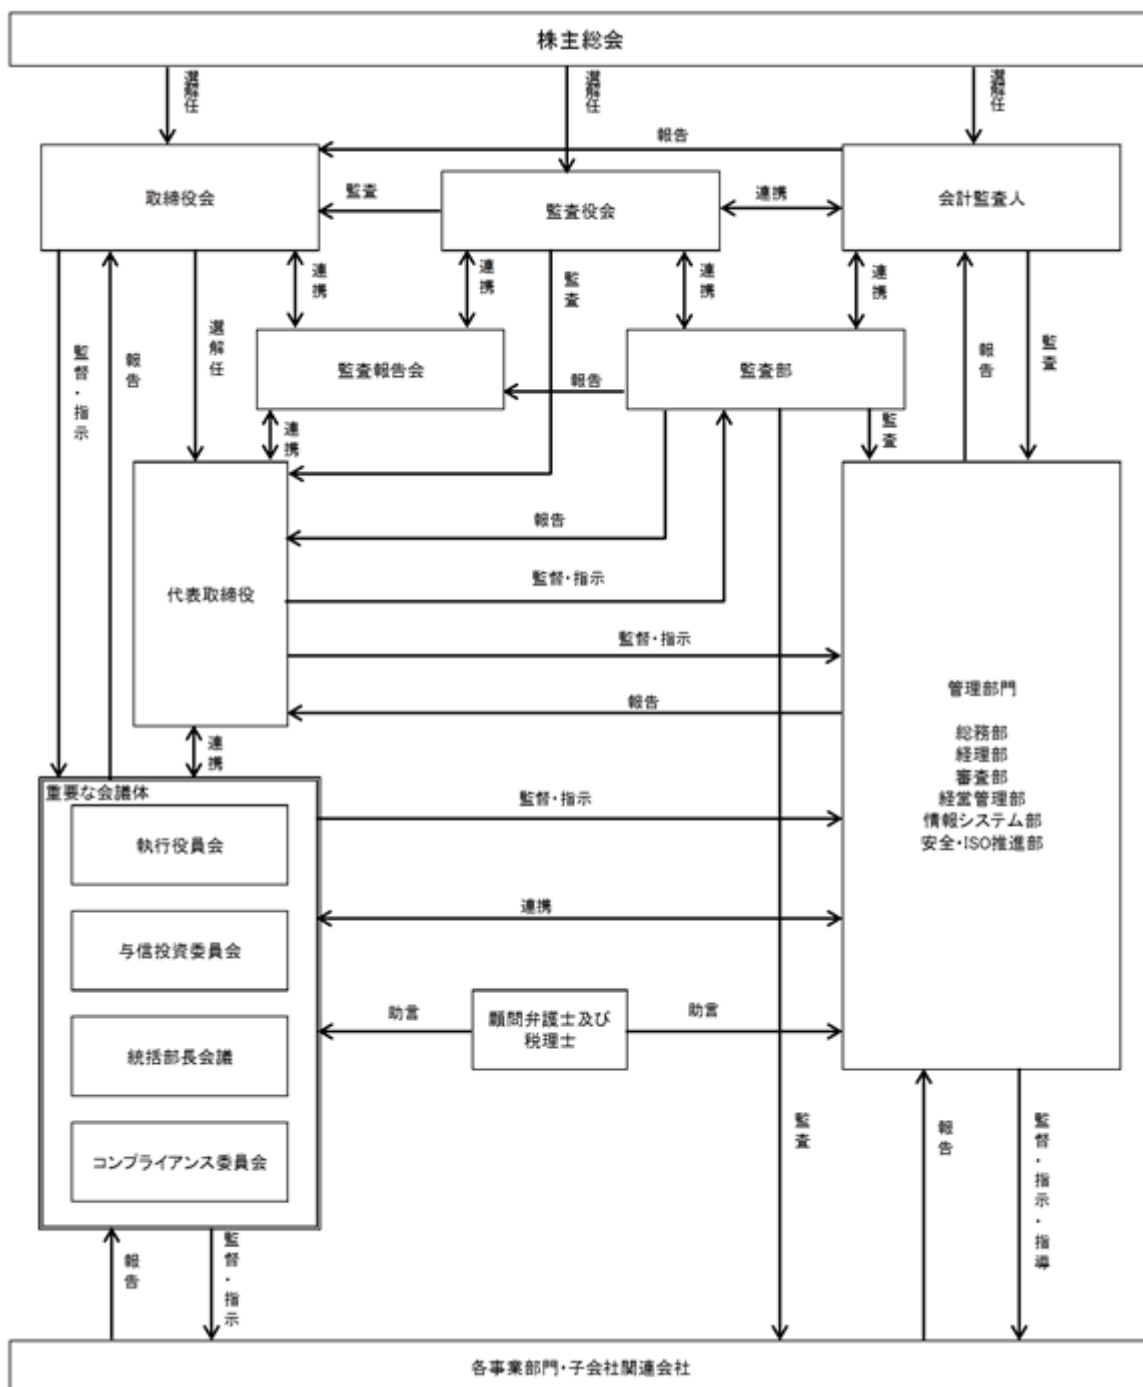 株主総会
選解任
選解任
選解任
報告
取締役会
監査
監査役会
連携
会計監査人
連携
連携
監査
連携
連携
監督・指示
報告
選解任
監査報告会
報告
監査部
報告
監査
連携
監査
報告
代表取締役
監督・指示
監督・指示
報告
管理部門
総務部
経理部
審査部
経営管理部
情報システム部
安全・ISO推進部
連携
重要な会議体
監督・指示
執行役員会
連携
与信投資委員会
助言
顧問弁護士及び
税理士
助言
統括部長会議
監査
報告
監督・指示・指導
コンプライアンス委員会
報告
監督・指示
各事業部門・子会社関連会社